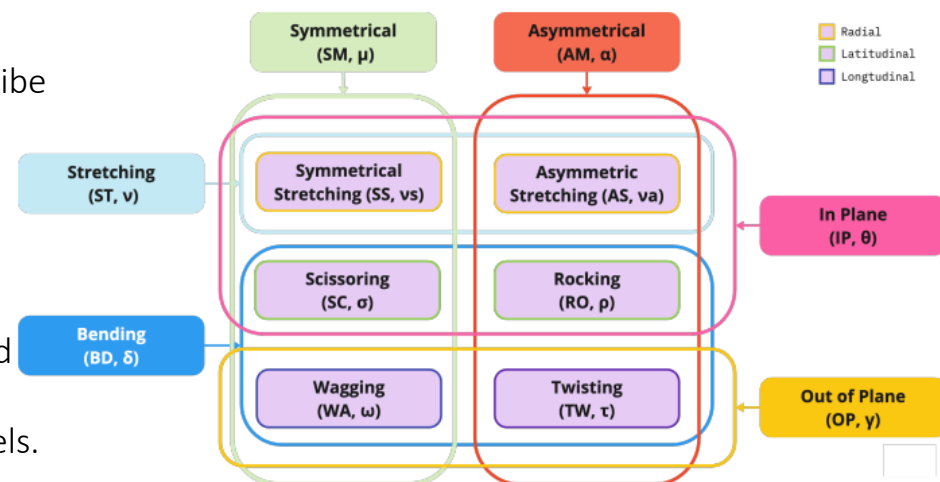 ibe
Symmetrical
(SM, μ)
Asymmetrical
(AM, α)
Radial
Latitudinal
Longtudinal
Stretching
(ST, ν)
Symmetrical
Stretching (SS, νs)
Asymmetric
Stretching (AS, νa)
In Plane
(IP, θ)
Scissoring
(SC, σ)
Rocking
(RO, ρ)
Bending
(BD, δ)
d
Wagging
(WA, ω)
Twisting
(TW, τ)
Out of Plane
(OP, γ)
els.